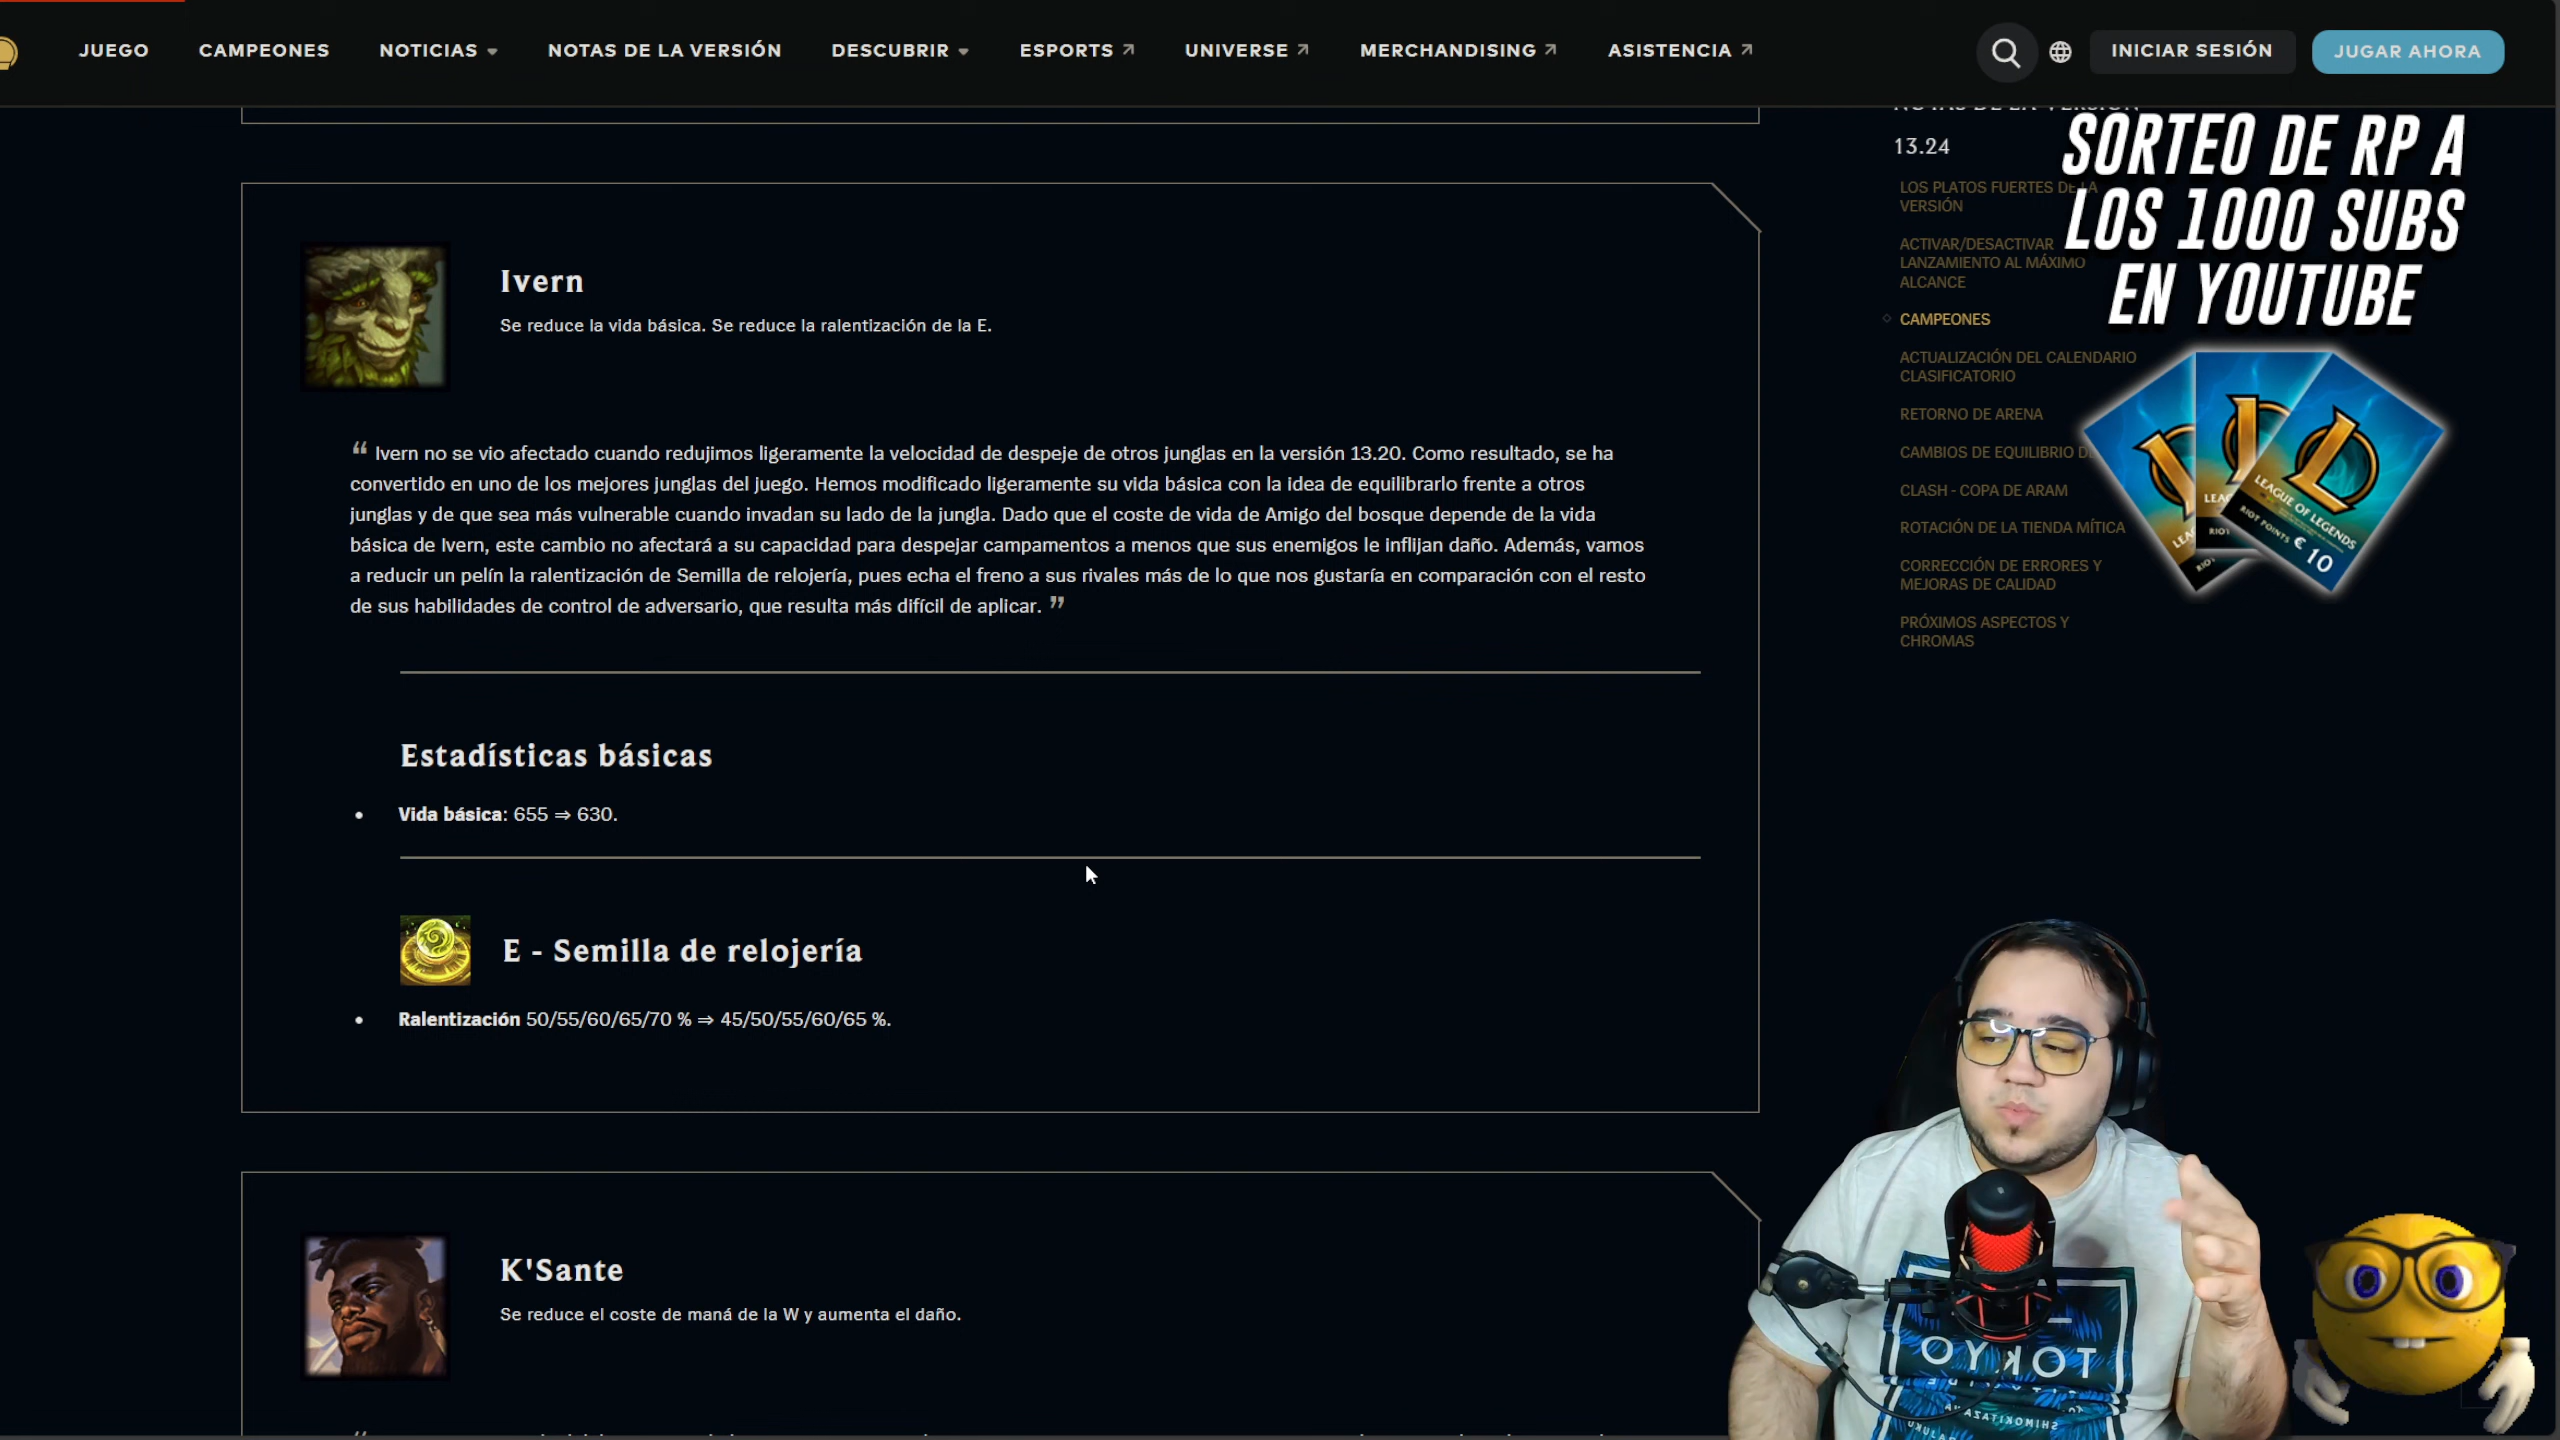 JUEGO
CAMPEONES
NOTICIAS
NOTAS DE LA VERSIÓN
DESCUBRIR
ESPORTS
UNIVERSE
MERCHANDISING
ASISTENCIA
INICIAR SESIÓN
JUGAR AHORA
Ivern
Se reduce la vida básica. Se reduce la ralentización de la E.
“ Ivern no se vio afectado cuando redujimos ligeramente la velocidad de despeje de otros junglas en la versión 13.20. Como resultado, se ha
convertido en uno de los mejores junglas del juego. Hemos modificado ligeramente su vida básica con la idea de equilibrarlo frente a otros
junglas y de que sea más vulnerable cuando invadan su lado de la jungla. Dado que el coste de vida de Amigo del bosque depende de la vida
básica de Ivern, este cambio no afectará a su capacidad para despejar campamentos a menos que sus enemigos le inflijan daño. Además, vamos
a reducir un pelín la ralentización de Semilla de relojería, pues echa el freno a sus rivales más de lo que nos gustaría en comparación con el resto
de sus habilidades de control de adversario, que resulta más difícil de aplicar. ”
Estadísticas básicas
• Vida básica: 655 ⇒ 630.
E - Semilla de relojería
• Ralentización 50/55/60/65/70 % ⇒ 45/50/55/60/65 %.
K'Sante
Se reduce el coste de maná de la W y aumenta el daño.
NOTAS DE LA VERSIÓN
13.24
LOS PLATOS FUERTES DE LA
VERSIÓN
ACTIVAR/DESACTIVAR
LANZAMIENTO AL MÁXIMO
ALCANCE
CAMPEONES
ACTUALIZACIÓN DEL CALENDARIO
CLASIFICATORIO
RETORNO DE ARENA
CAMBIOS DE EQUILIBRIO
CLASH - COPA DE ARAM
ROTACIÓN DE LA TIENDA MÍTICA
CORRECCIÓN DE ERRORES Y
MEJORAS DE CALIDAD
PRÓXIMOS ASPECTOS Y
CHROMAS
SORTEO DE RP A
LOS 1000 SUBS
EN YOUTUBE
LEAGUE OF LEGENDS
RIOT POINTS € 10
TOKYO